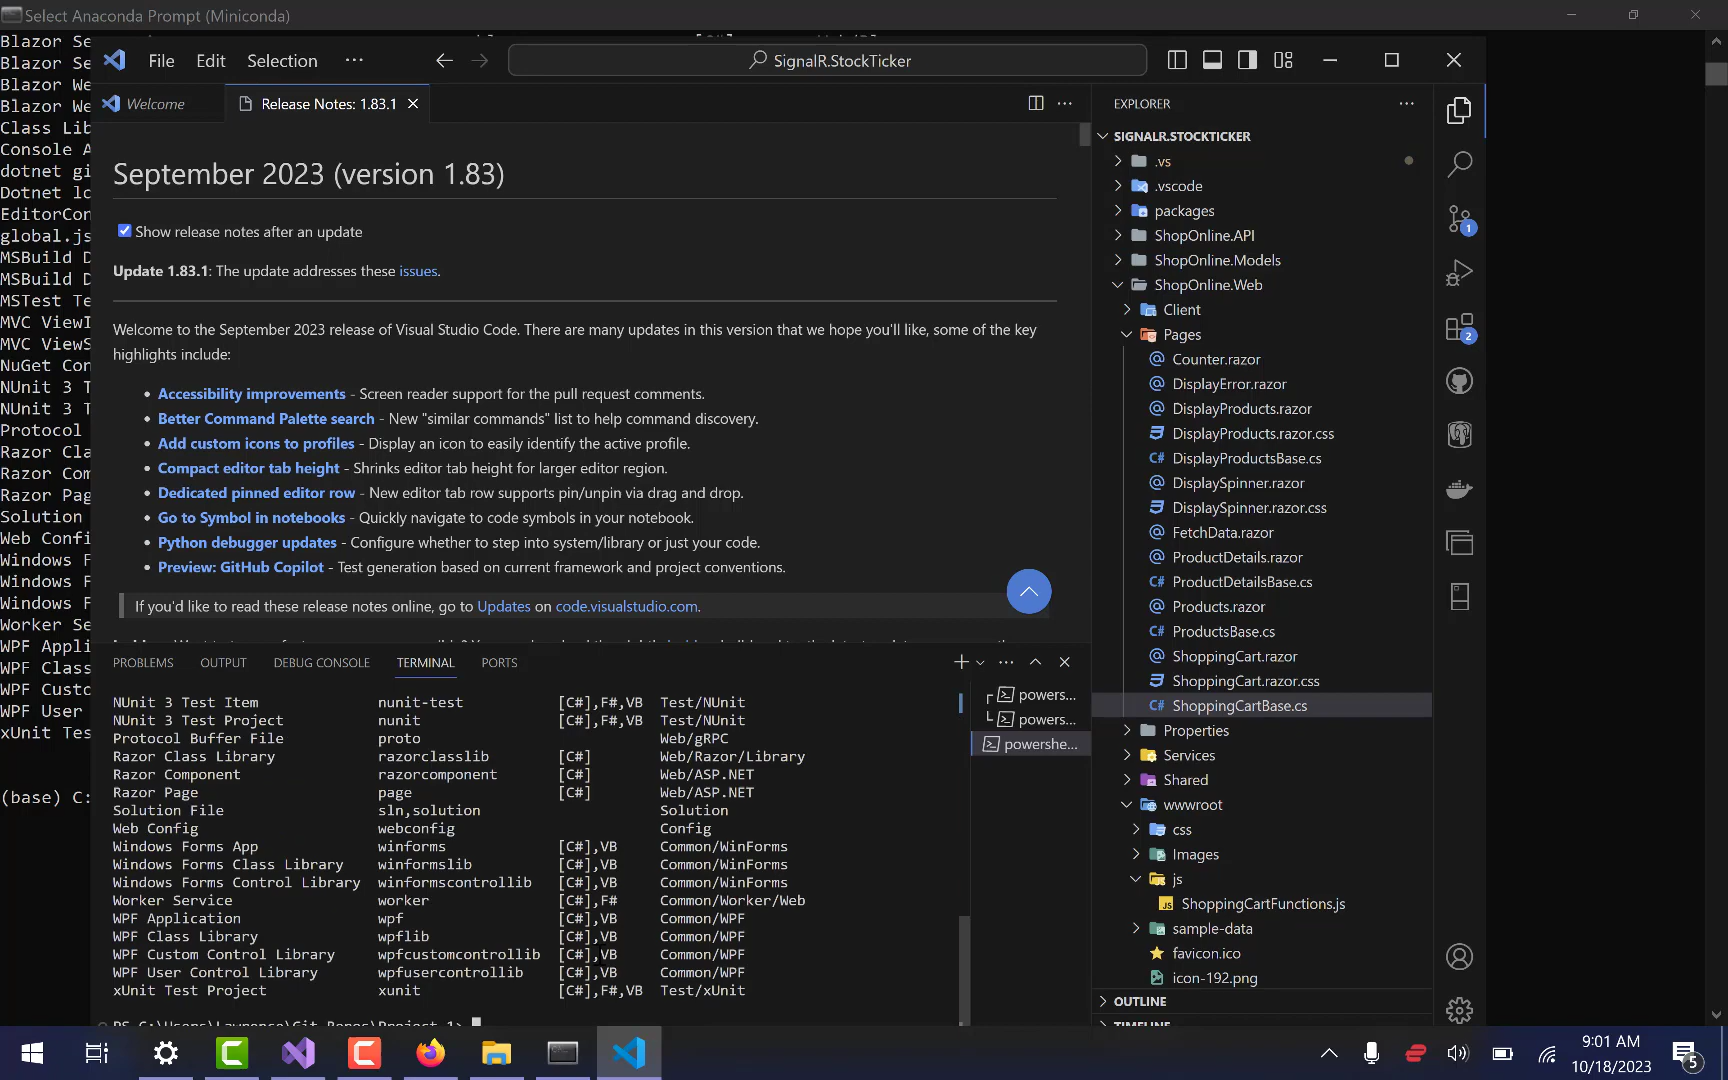 Select Anaconda Prompt (Miniconda)
Blazor Se
Blazor Se
Blazor We
Blazor We
Class Lib
Console A
dotnet gi
Dotnet lo
EditorCon
global.js
MSBuild D
MSBuild D
MSTest Te
MVC ViewI
MVC ViewS
NuGet Con
NUnit 3 T
NUnit 3 T
Protocol
Razor Cla
Razor Com
Razor Pag
Solution
Web Confi
Windows F
Windows F
Windows F
Worker Se
WPF Appli
WPF Class
WPF Custo
WPF User
xUnit Tes
(base) C:
File Edit Selection ··· SignalR.StockTicker
Welcome Release Notes: 1.83.1
September 2023 (version 1.83)
Show release notes after an update
Update 1.83.1: The update addresses these issues.
Welcome to the September 2023 release of Visual Studio Code. There are many updates in this version that we hope you'll like, some of the key
highlights include:
• Accessibility improvements - Screen reader support for the pull request comments.
• Better Command Palette search - New "similar commands" list to help command discovery.
• Add custom icons to profiles - Display an icon to easily identify the active profile.
• Compact editor tab height - Shrinks editor tab height for larger editor region.
• Dedicated pinned editor row - New editor tab row supports pin/unpin via drag and drop.
• Go to Symbol in notebooks - Quickly navigate to code symbols in your notebook.
• Python debugger updates - Configure whether to step into system/library or just your code.
• Preview: GitHub Copilot - Test generation based on current framework and project conventions.
If you'd like to read these release notes online, go to Updates on code.visualstudio.com.
PROBLEMS OUTPUT DEBUG CONSOLE TERMINAL PORTS
NUnit 3 Test Item nunit-test [C#],F#,VB Test/NUnit
NUnit 3 Test Project nunit [C#],F#,VB Test/NUnit
Protocol Buffer File proto Web/gRPC
Razor Class Library razorclasslib [C#] Web/Razor/Library
Razor Component razorcomponent [C#] Web/ASP.NET
Razor Page page [C#] Web/ASP.NET
Solution File sln,solution Solution
Web Config webconfig Config
Windows Forms App winforms [C#],VB Common/WinForms
Windows Forms Class Library winformslib [C#],VB Common/WinForms
Windows Forms Control Library winformscontrollib [C#],VB Common/WinForms
Worker Service worker [C#],F# Common/Worker/Web
WPF Application wpf [C#],VB Common/WPF
WPF Class Library wpflib [C#],VB Common/WPF
WPF Custom Control Library wpfcustomcontrollib [C#],VB Common/WPF
WPF User Control Library wpfusercontrollib [C#],VB Common/WPF
xUnit Test Project xunit [C#],F#,VB Test/xUnit
PS C:\Users\Lawrence\Git Repos\Project 1>
powers...
powers...
powershe...
EXPLORER
SIGNALR.STOCKTICKER
.vs
.vscode
packages
ShopOnline.API
ShopOnline.Models
ShopOnline.Web
Client
Pages
Counter.razor
DisplayError.razor
DisplayProducts.razor
DisplayProducts.razor.css
C# DisplayProductsBase.cs
DisplaySpinner.razor
DisplaySpinner.razor.css
FetchData.razor
ProductDetails.razor
C# ProductDetailsBase.cs
Products.razor
C# ProductsBase.cs
ShoppingCart.razor
ShoppingCart.razor.css
C# ShoppingCartBase.cs
Properties
Services
Shared
wwwroot
css
Images
js
JS ShoppingCartFunctions.js
sample-data
favicon.ico
icon-192.png
OUTLINE
TIMELINE
1
2
9:01 AM
10/18/2023
5